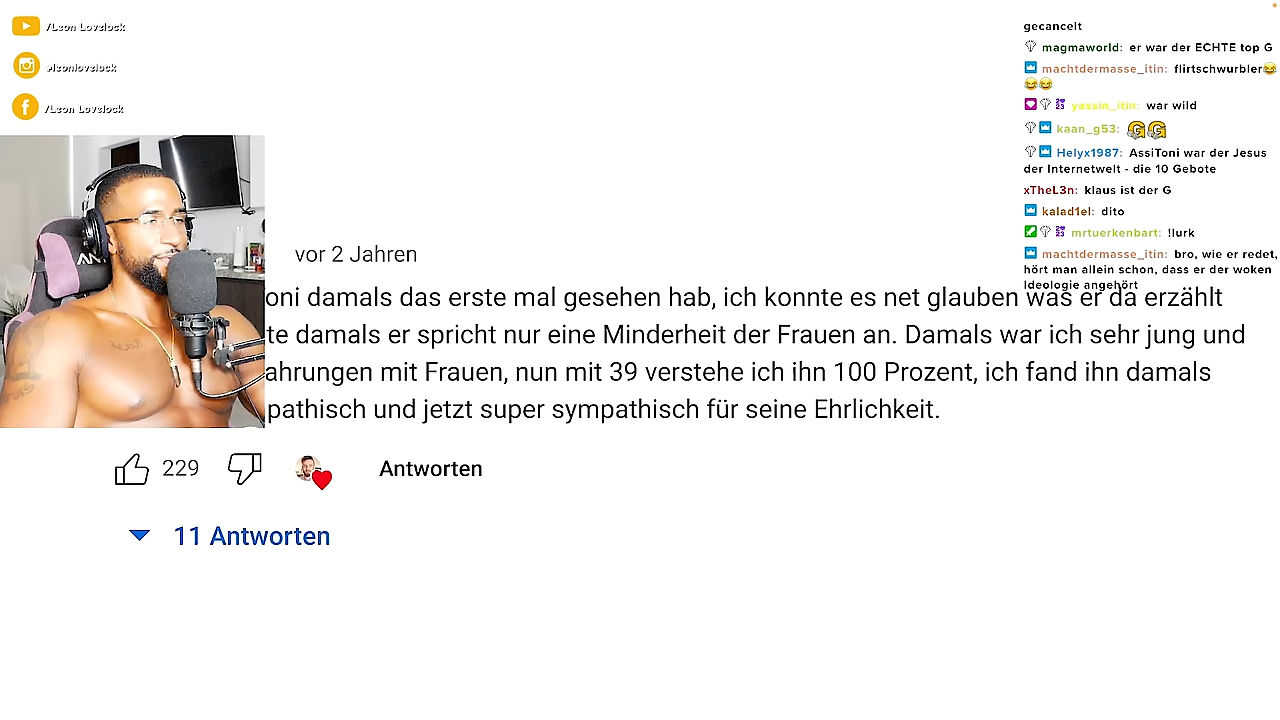 /Leon Lovelock
leonlovelock
/Leon Lovelock
AN
vor 2 Jahren
oni damals das erste mal gesehen hab, ich konnte es net glauben was er da erzählt
te damals er spricht nur eine Minderheit der Frauen an. Damals war ich sehr jung und
ahrungen mit Frauen, nun mit 39 verstehe ich ihn 100 Prozent, ich fand ihn damals
pathisch und jetzt super sympathisch für seine Ehrlichkeit.
229
Antworten
11 Antworten
gecancelt
magmaworld: er war der ECHTE top G
machtdermasse_itin: flirtschwurbler😂
😂😂
yassin_itin: war wild
kaan_g53: GG
Helyx1987: AssiToni war der Jesus
der Internetwelt - die 10 Gebote
xTheL3n: klaus ist der G
kalad1el: dito
mrtuerkenbart: !lurk
machtdermasse_itin: bro, wie er redet,
hört man allein schon, dass er der woken
Ideologie angehört